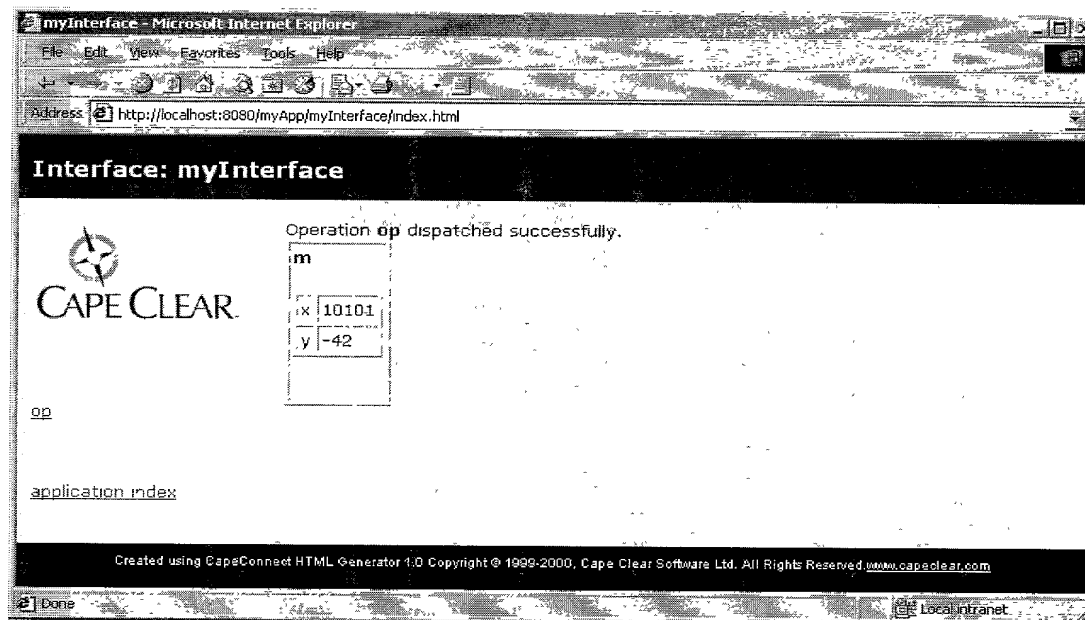 myInterface - Microsoft Internet Explorer
File Edit View Favorites Tools Help
Address http://localhost:8080/myApp/myInterface/index.html
Interface: myInterface
Operation op dispatched successfully.
m
x 10101
y -42
CAPE CLEAR
op
application index
Created using CapeConnect HTML Generator 1.0 Copyright © 1999-2000, Cape Clear Software Ltd. All Rights Reserved.www.capeclear.com
Done Local intranet